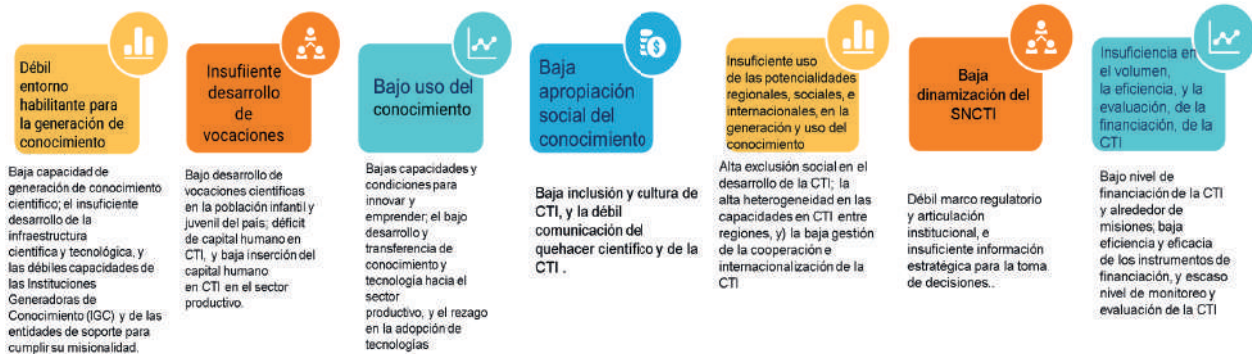 Débil
entorno
habilitante para
la generación de
conocimiento
Baja capacidad de
generación de conocimiento
científico; el insuficiente
desarrollo de la
infraestructura
científica y tecnológica, y
las débiles capacidades de
las Instituciones
Generadoras de
Conocimiento (IGC) y de las
entidades de soporte para
cumplir su misionalidad.
Insufiiente
desarrollo
de
vocaciones
Bajo desarrollo de
vocaciones científicas
en la población infantil y
juvenil del país; déficit
de capital humano en
CTI, y baja inserción del
capital humano
en CTI en el sector
productivo.
Bajo uso del
conocimiento
Bajas capacidades y
condiciones para
innovar y
emprender; el bajo
desarrollo y
transferencia de
conocimiento y
tecnología hacia el
sector
productivo, y el rezago
en la adopción de
tecnologías
Baja
apropiación
social del
conocimiento
Baja inclusión y cultura de
CTI, y la débil
comunicación del
quehacer científico y de la
CTI .
Insuficiente uso
de las potencialidades
regionales, sociales, e
internacionales, en la
generación y uso del
conocimiento
Alta exclusión social en el
desarrollo de la CTI; la
alta heterogeneidad en las
capacidades en CTI entre
regiones, y) la baja gestión
de la cooperación e
internacionalización de la
CTI
Baja
dinamización del
SNCTI
Débil marco regulatorio
y articulación
institucional, e
insuficiente información
estratégica para la toma
de decisiones..
Insuficiencia en
el volumen,
la eficiencia, y la
evaluación, de la
financiación, de la
CTI
Bajo nivel de
financiación de la CTI
y alrededor de
misiones; baja
eficiencia y eficacia
de los instrumentos de
financiación, y escaso
nivel de monitoreo y
evaluación de la CTI